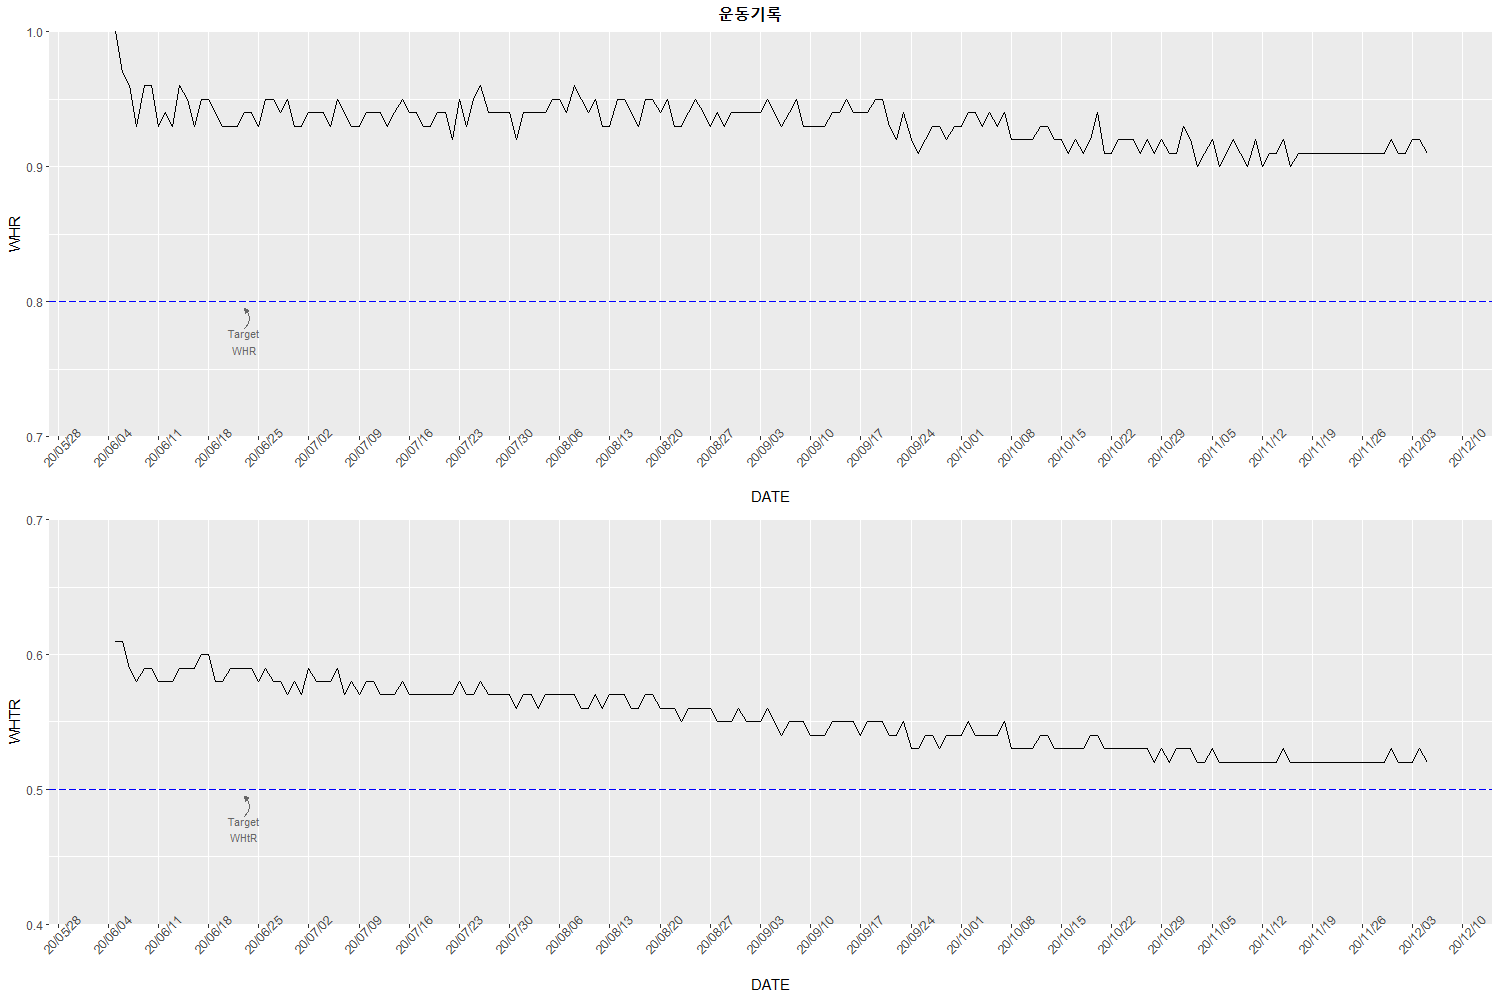 운동기록
1.0
0.9
0.8
0.7
WHR
Target
WHR
20/05/28 20/06/04 20/06/11 20/06/18 20/06/25 20/07/02 20/07/09 20/07/16 20/07/23 20/07/30 20/08/06 20/08/13 20/08/20 20/08/27 20/09/03 20/09/10 20/09/17 20/09/24 20/10/01 20/10/08 20/10/15 20/10/22 20/10/29 20/11/05 20/11/12 20/11/19 20/11/26 20/12/03 20/12/10
DATE
0.7
0.6
0.5
0.4
WHTR
Target
WHtR
20/05/28 20/06/04 20/06/11 20/06/18 20/06/25 20/07/02 20/07/09 20/07/16 20/07/23 20/07/30 20/08/06 20/08/13 20/08/20 20/08/27 20/09/03 20/09/10 20/09/17 20/09/24 20/10/01 20/10/08 20/10/15 20/10/22 20/10/29 20/11/05 20/11/12 20/11/19 20/11/26 20/12/03 20/12/10
DATE